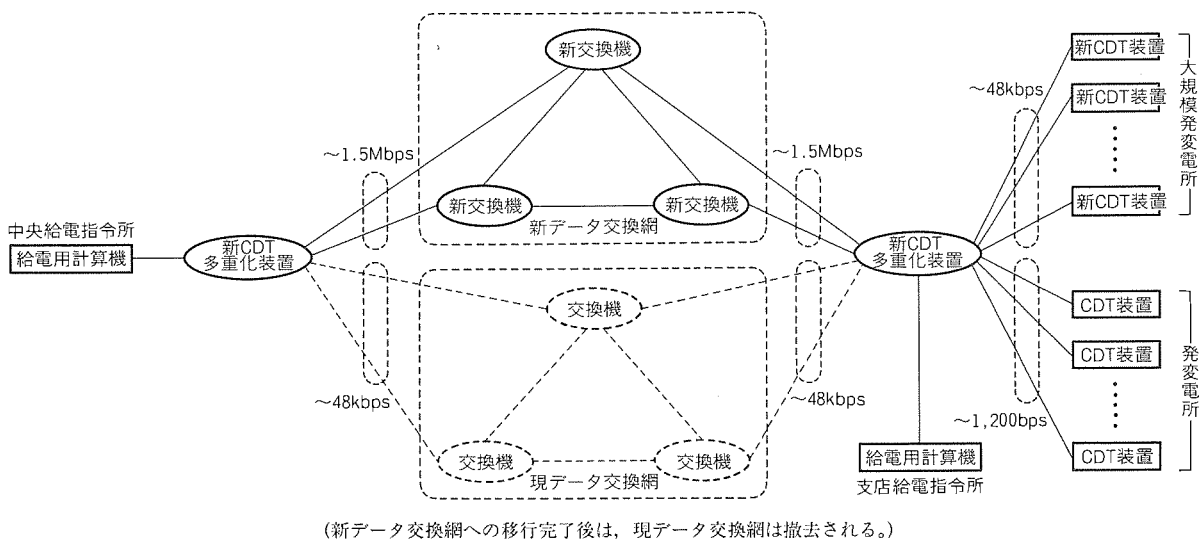 新交換機
新CDT装置
大規模発変電所
～48kbps
新CDT装置
～1.5Mbps
～1.5Mbps
新交換機
新交換機
新CDT装置
新データ交換網
中央給電指令所
給電用計算機
新CDT
多重化装置
新CDT
多重化装置
交換機
CDT装置
発変電所
CDT装置
～48kbps
～48kbps
～1,200bps
交換機
交換機
給電用計算機
CDT装置
現データ交換網
支店給電指令所
(新データ交換網への移行完了後は，現データ交換網は撤去される。)